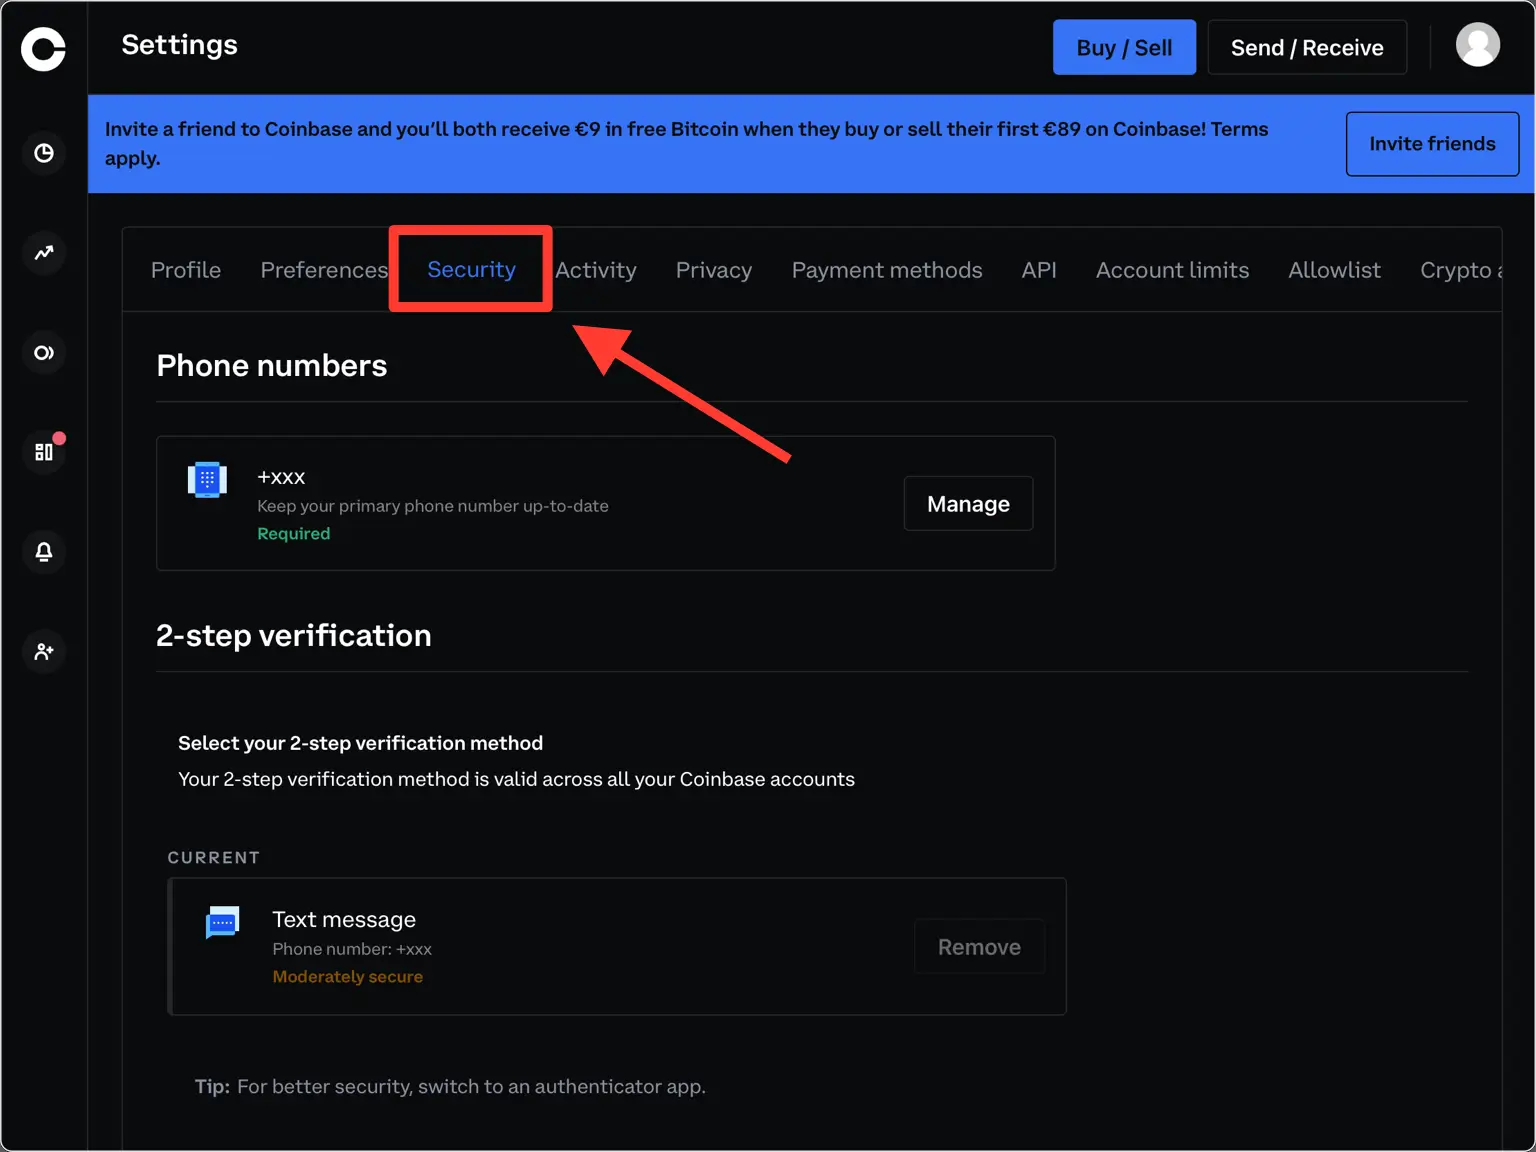 Settings
Buy / Sell
Send / Receive
Invite a friend to Coinbase and you'll both receive €9 in free Bitcoin when they buy or sell their first €89 on Coinbase! Terms
apply.
Invite friends
Profile Preferences Security Activity Privacy Payment methods API Account limits Allowlist Crypto a
Phone numbers
+xxx
Keep your primary phone number up-to-date
Required
Manage
2-step verification
Select your 2-step verification method
Your 2-step verification method is valid across all your Coinbase accounts
CURRENT
Text message
Phone number: +xxx
Moderately secure
Remove
Tip: For better security, switch to an authenticator app.